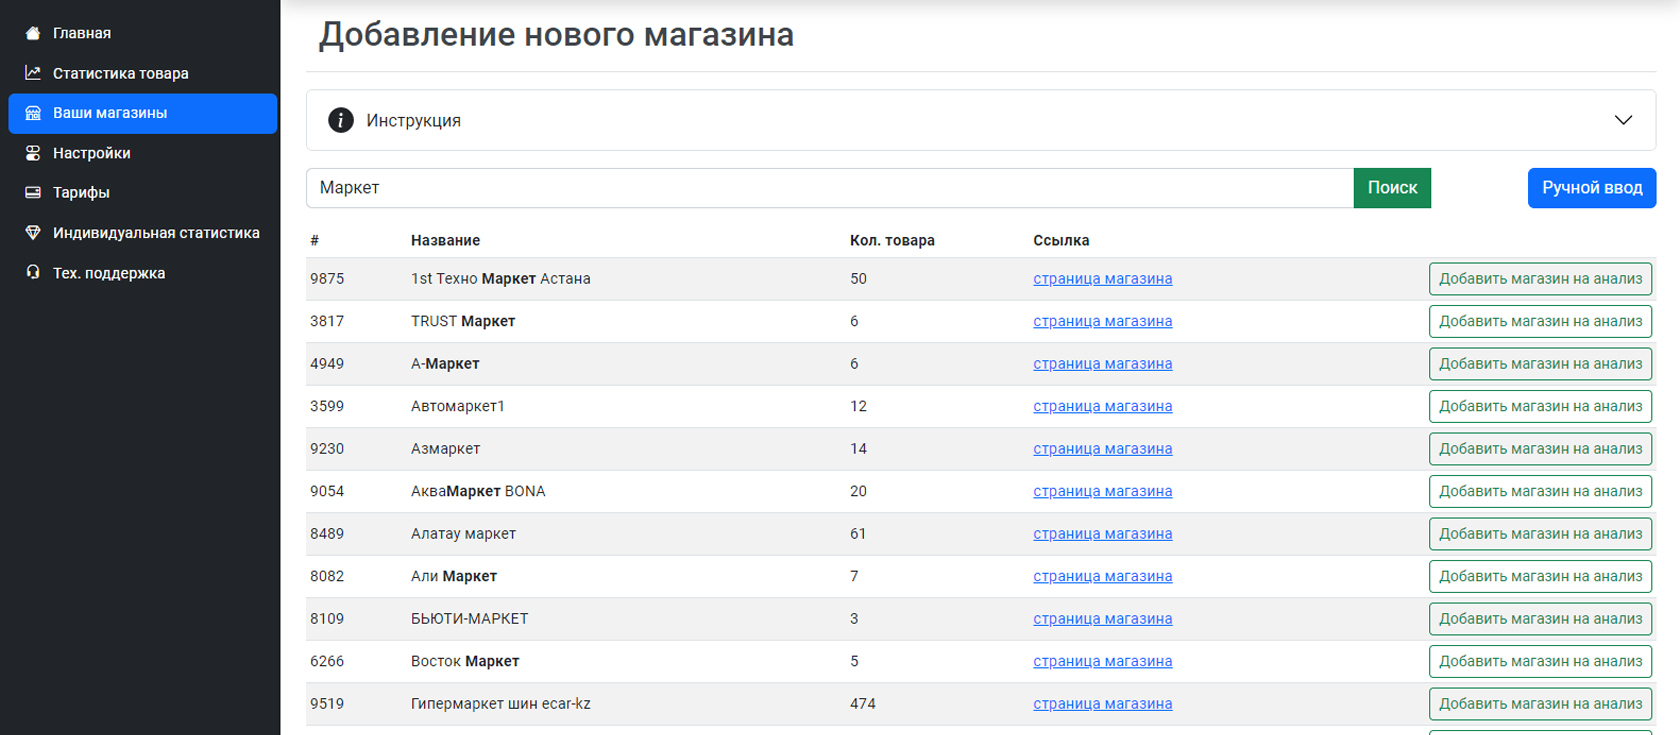 Главная
Статистика товара
Ваши магазины
Настройки
Тарифы
Индивидуальная статистика
Тех. поддержка
Добавление нового магазина
Инструкция
Маркет Поиск Ручной ввод
# Название Кол. товара Ссылка
9875 1st Техно Маркет Астана 50 страница магазина Добавить магазин на анализ
3817 TRUST Маркет 6 страница магазина Добавить магазин на анализ
4949 А-Маркет 6 страница магазина Добавить магазин на анализ
3599 Автомаркет1 12 страница магазина Добавить магазин на анализ
9230 Азмаркет 14 страница магазина Добавить магазин на анализ
9054 АкваМаркет BONA 20 страница магазина Добавить магазин на анализ
8489 Алатау маркет 61 страница магазина Добавить магазин на анализ
8082 Али Маркет 7 страница магазина Добавить магазин на анализ
8109 БЬЮТИ-МАРКЕТ 3 страница магазина Добавить магазин на анализ
6266 Восток Маркет 5 страница магазина Добавить магазин на анализ
9519 Гипермаркет шин ecar-kz 474 страница магазина Добавить магазин на анализ